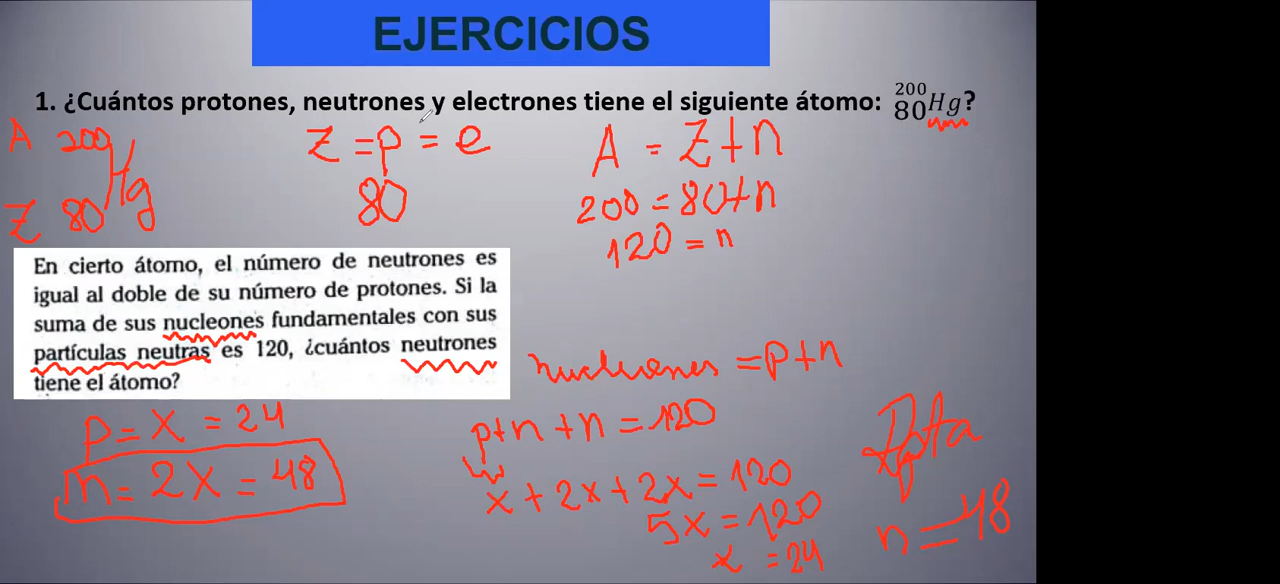 EJERCICIOS
1. ¿Cuántos protones, neutrones y electrones tiene el siguiente átomo: ²⁰⁰₈₀Hg?
A 200
Hg
Z 80
Z = p = e
80
A = Z + n
200 = 80 + n
120 = n
En cierto átomo, el número de neutrones es
igual al doble de su número de protones. Si la
suma de sus nucleones fundamentales con sus
partículas neutras es 120, ¿cuántos neutrones
tiene el átomo?
nucleones = p + n
p = x = 24
n = 2x = 48
p + n + n = 120
x + 2x + 2x = 120
5x = 120
x = 24
Rpta
n = 48